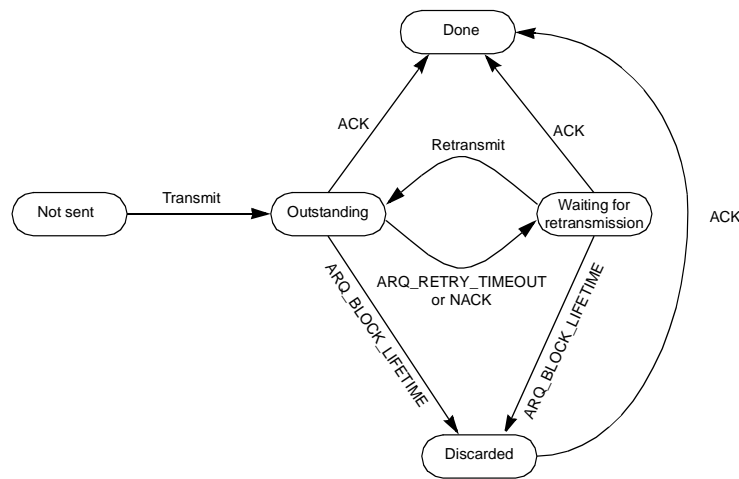 Done
ACK
ACK
Retransmit
Transmit
Not sent
Outstanding
Waiting for
retransmission
ACK
ARQ_RETRY_TIMEOUT
or NACK
ARQ_BLOCK_LIFETIME
ARQ_BLOCK_LIFETIME
Discarded